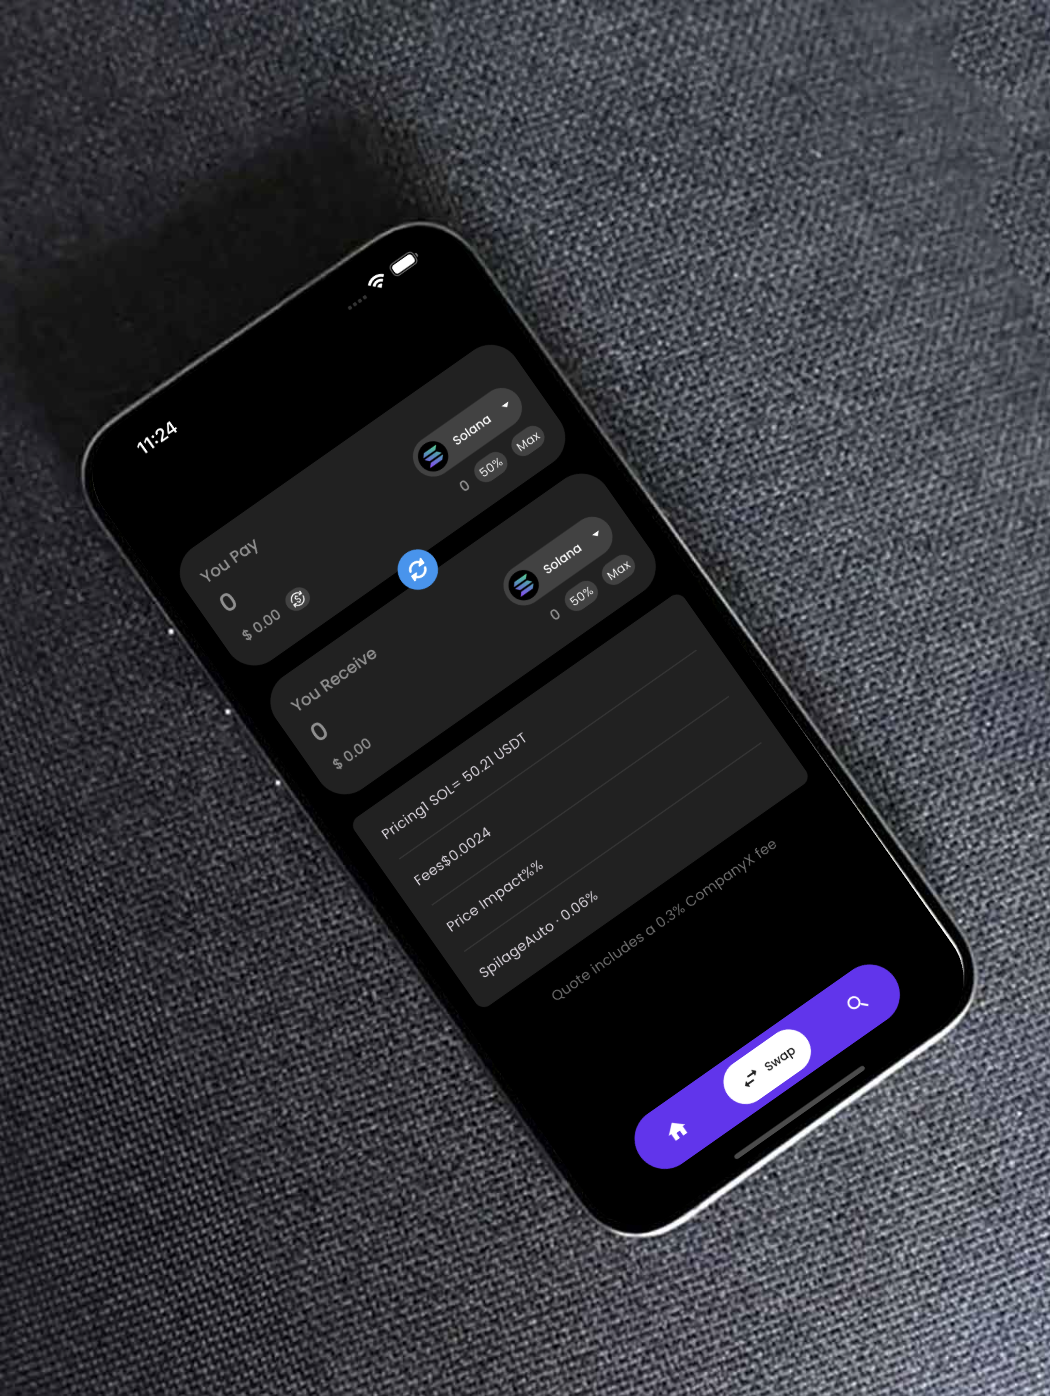 11:24
You Pay
Solana
0
$ 0.00
0 50% Max
You Receive
Solana
0
$ 0.00
0 50% Max
Pricing1 SOL= 50.21 USDT
Fees$0.0024
Price Impact%%
SpilageAuto · 0.06%
Quote includes a 0.3% CompanyX fee
Swap